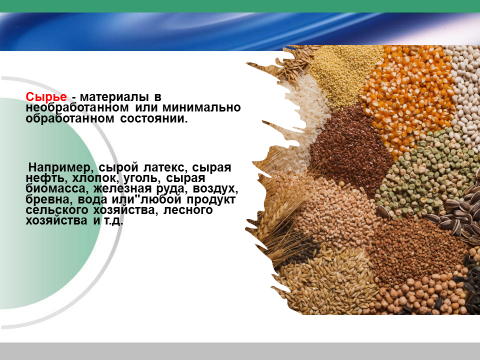 Сырье - материалы в
необработанном или минимально
обработанном состоянии.
Например, сырой латекс, сырая
нефть, хлопок, уголь, сырая
биомасса, железная руда, воздух,
бревна, вода или"любой продукт
сельского хозяйства, лесного
хозяйства и т.д.